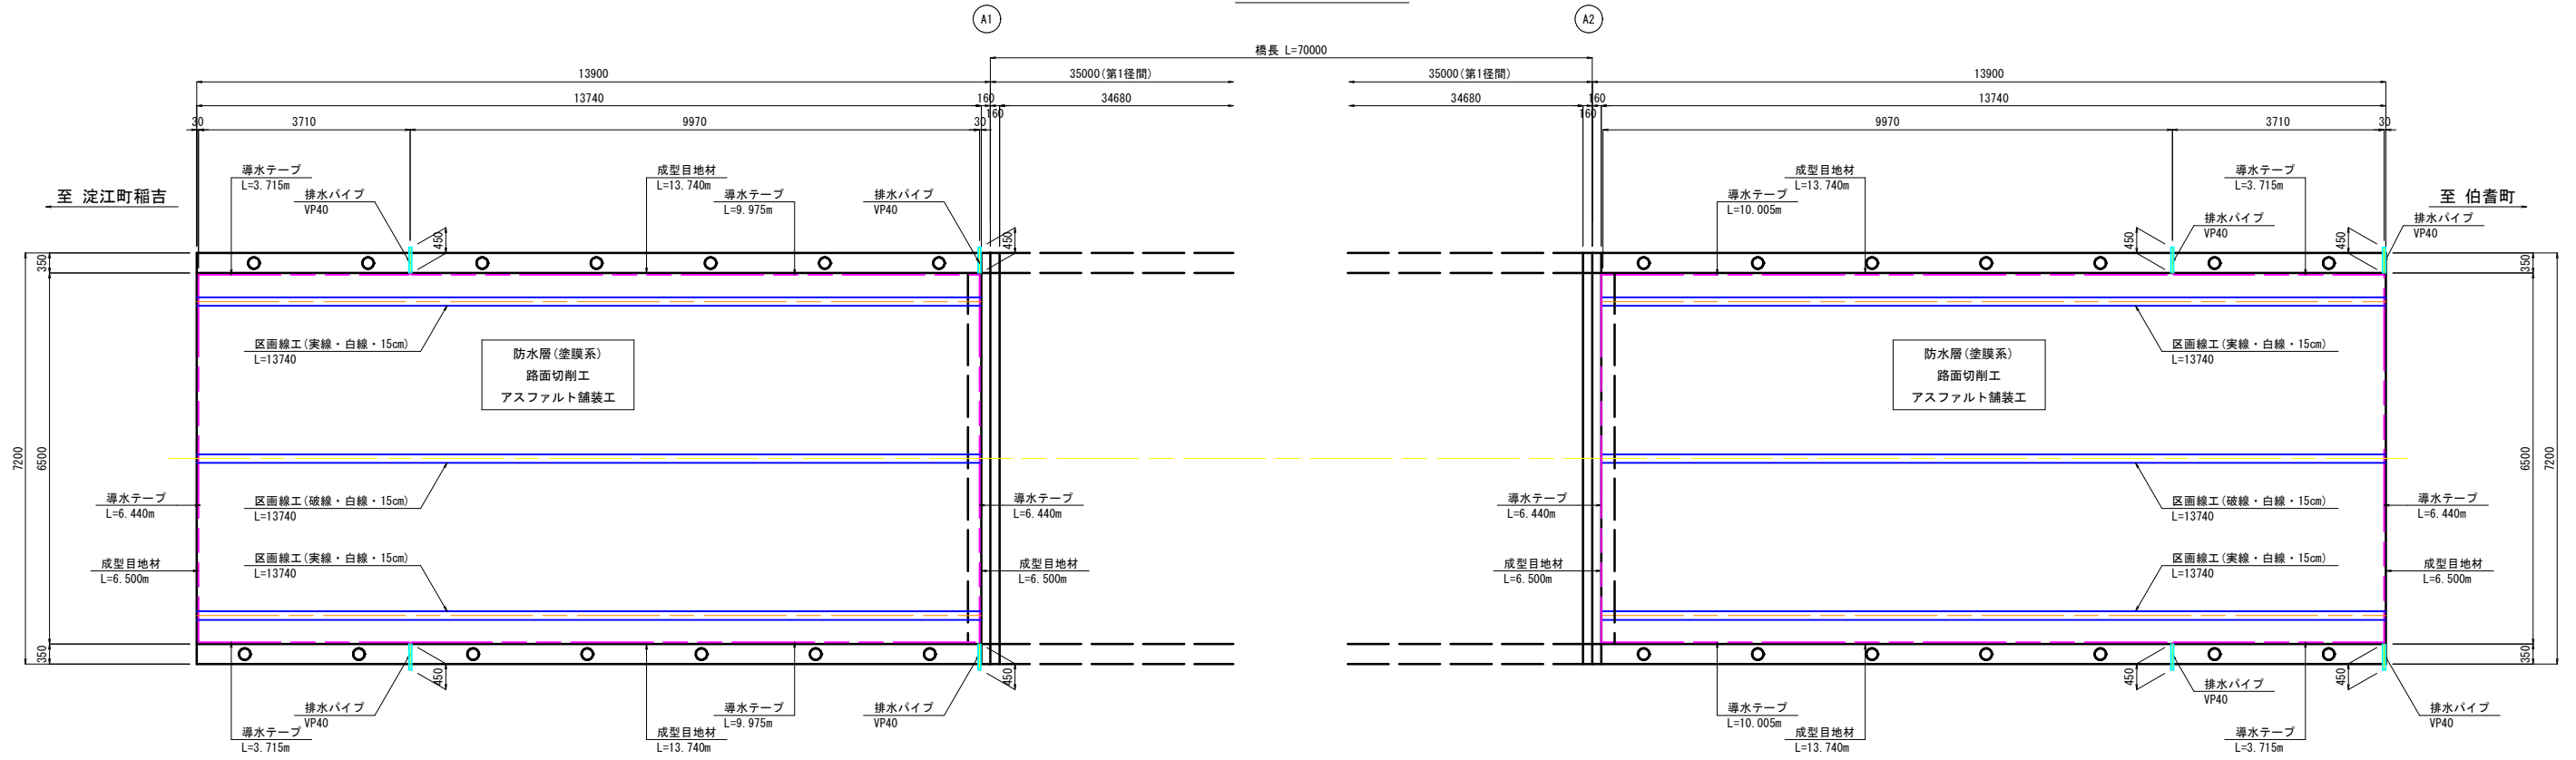 A1
A2
橋長 L=70000
13900
35000(第1径間)
35000(第1径間)
13900
13740
160
34680
34680
160
13740
30
3710
9970
30
160
160
9970
3710
30
導水テープ
L=3.715m
排水パイプ
VP40
成型目地材
L=13.740m
導水テープ
L=9.975m
排水パイプ
VP40
成型目地材
L=13.740m
導水テープ
L=10.005m
導水テープ
L=3.715m
排水パイプ
VP40
排水パイプ
VP40
至 淀江町稲吉
至 伯耆町
450
450
450
450
350
350
区画線工(実線・白線・15cm)
L=13740
防水層(塗膜系)
路面切削工
アスファルト舗装工
防水層(塗膜系)
路面切削工
アスファルト舗装工
区画線工(実線・白線・15cm)
L=13740
7200
6500
6500
7200
導水テープ
L=6.440m
区画線工(破線・白線・15cm)
L=13740
導水テープ
L=6.440m
導水テープ
L=6.440m
区画線工(破線・白線・15cm)
L=13740
導水テープ
L=6.440m
成型目地材
L=6.500m
区画線工(実線・白線・15cm)
L=13740
成型目地材
L=6.500m
成型目地材
L=6.500m
区画線工(実線・白線・15cm)
L=13740
成型目地材
L=6.500m
350
350
450
450
450
450
導水テープ
L=3.715m
排水パイプ
VP40
成型目地材
L=13.740m
導水テープ
L=9.975m
排水パイプ
VP40
導水テープ
L=10.005m
成型目地材
L=13.740m
排水パイプ
VP40
導水テープ
L=3.715m
排水パイプ
VP40